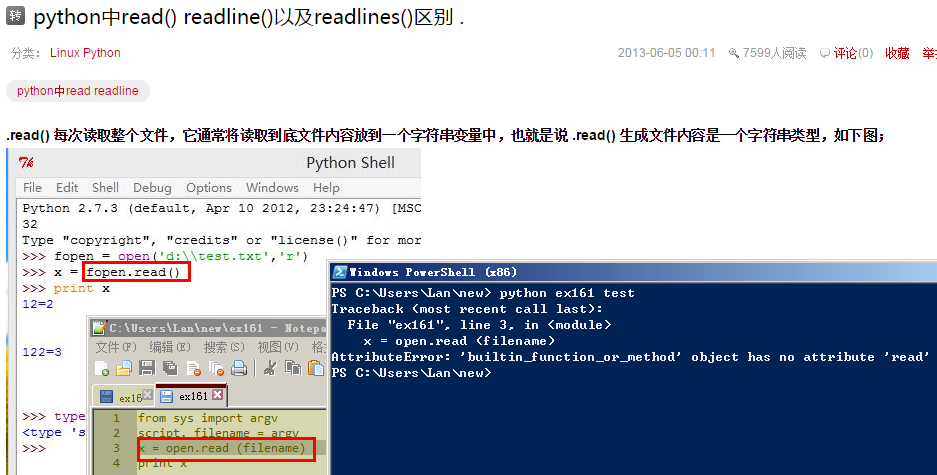 转 python中read() readline()以及readlines()区别 .
分类： Linux Python
2013-06-05 00:11 7599人阅读 评论(0) 收藏
python中read readline
.read() 每次读取整个文件，它通常将读取到底文件内容放到一个字符串变量中，也就是说 .read() 生成文件内容是一个字符串类型，如下图；
Python Shell
File Edit Shell Debug Options Windows Help
Python 2.7.3 (default, Apr 10 2012, 23:24:47) [MSC
32
Type "copyright", "credits" or "license()" for mor
>>> fopen = open('d:\\test.txt','r')
>>> x = fopen.read()
>>> print x
12=2
122=3
>>> type
<type 's
>>>
Windows PowerShell (x86)
PS C:\Users\Lan\new> python ex161 test
Traceback (most recent call last):
File "ex161", line 3, in <module>
x = open.read (filename)
AttributeError: 'builtin_function_or_method' object has no attribute 'read'
PS C:\Users\Lan\new>
C:\Users\Lan\new\ex161 - Notepa
文件(F) 编辑(E) 搜索(S) 视图(V) 格
ex16 ex161
1 from sys import argv
2 script, filename = argv
3 x = open.read (filename)
4 print x